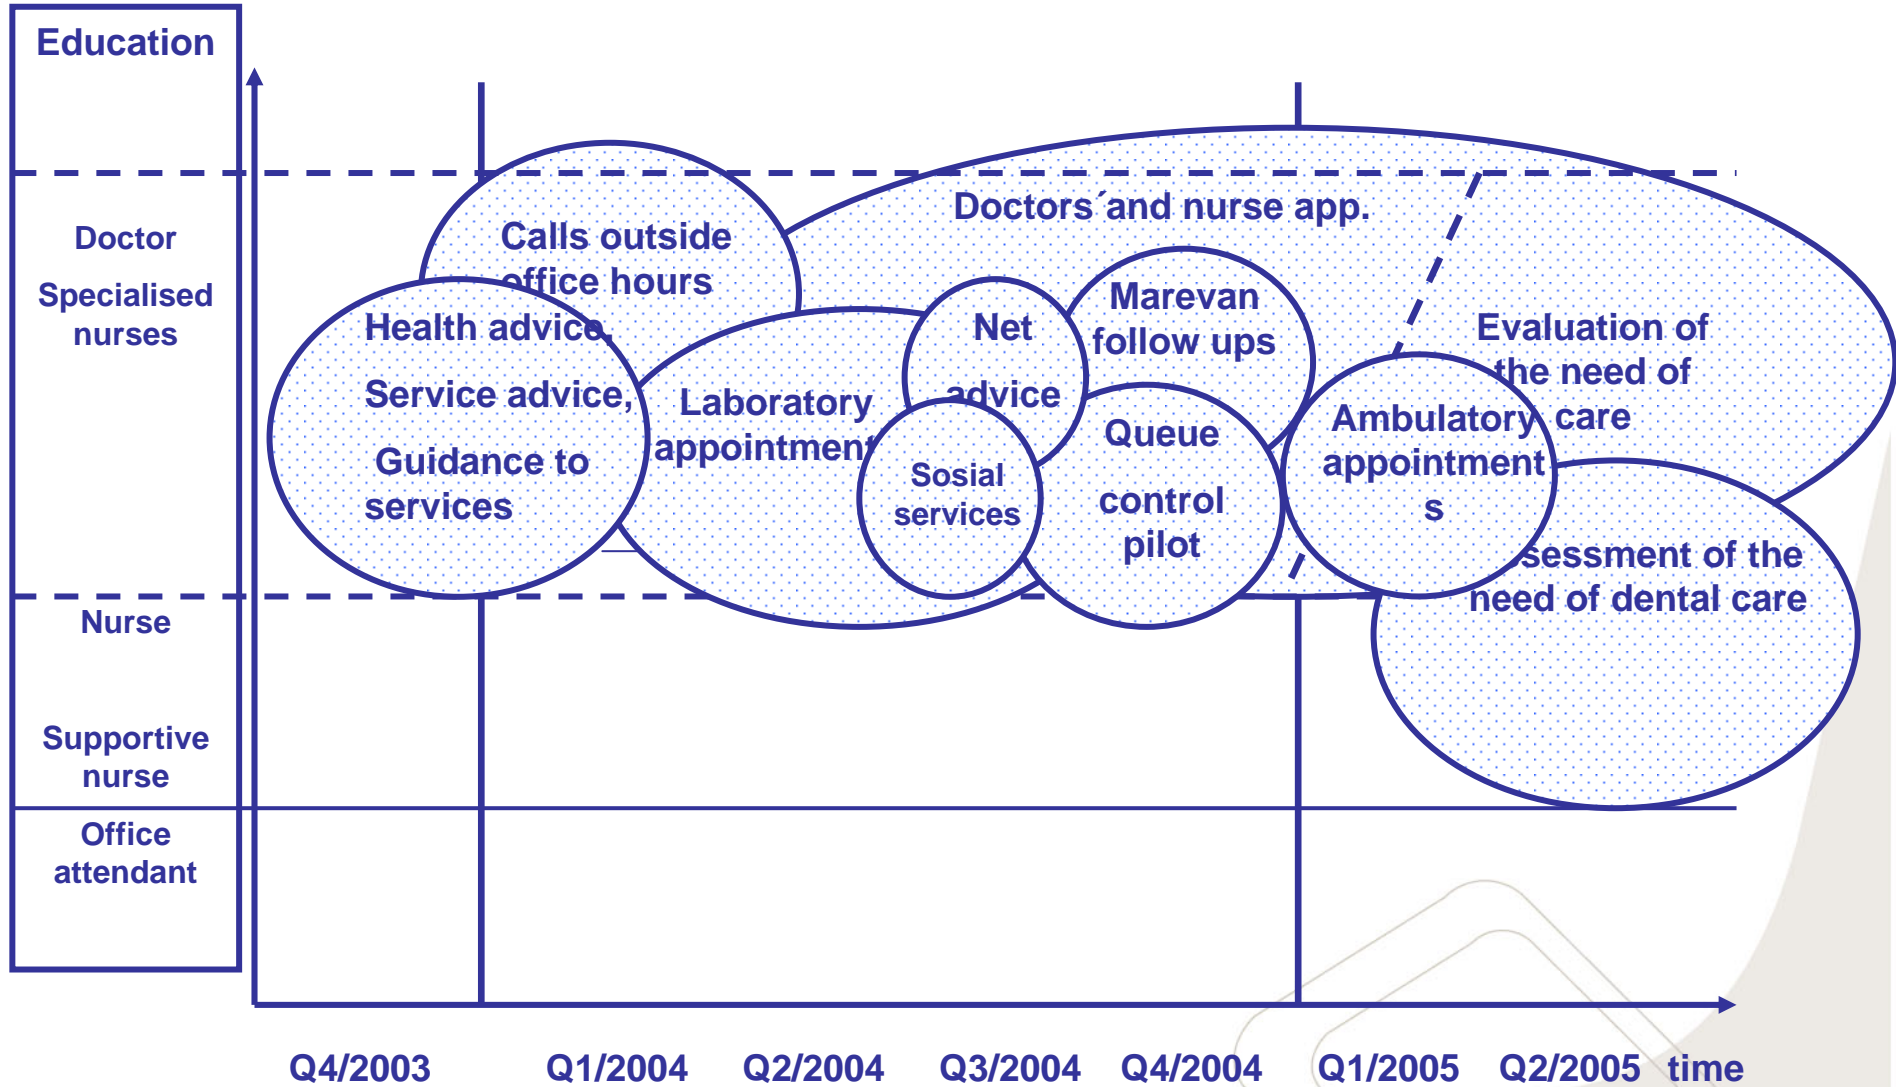 Education
Doctor
Specialised
nurses
Nurse
Supportive
nurse
Office
attendant
Calls outside
office hours
Health advice,
Service advice,
Guidance to
services
Doctors´and nurse app.
Laboratory
appointment
Net
advice
Sosial
services
Marevan
follow ups
Queue
control
pilot
Evaluation of
the need of
care
Ambulatory
appointment
s
sessment of the
need of dental care
Q4/2003 Q1/2004 Q2/2004 Q3/2004 Q4/2004 Q1/2005 Q2/2005 time